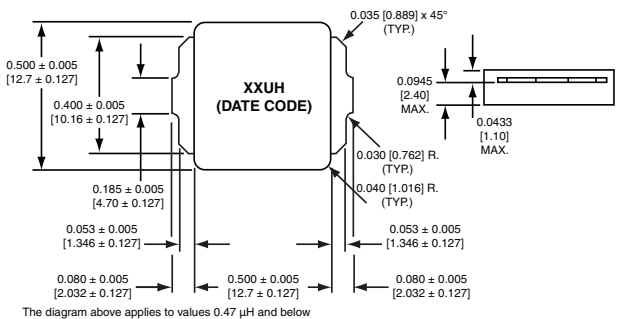 0.035 [0.889] x 45°
(TYP.)
0.500 ± 0.005
[12.7 ± 0.127]
0.400 ± 0.005
[10.16 ± 0.127]
XXUH
(DATE CODE)
0.0945
[2.40]
MAX.
0.0433
[1.10]
MAX.
0.030 [0.762] R.
(TYP.)
0.040 [1.016] R.
(TYP.)
0.185 ± 0.005
[4.70 ± 0.127]
0.053 ± 0.005
[1.346 ± 0.127]
0.053 ± 0.005
[1.346 ± 0.127]
0.080 ± 0.005
[2.032 ± 0.127]
0.500 ± 0.005
[12.7 ± 0.127]
0.080 ± 0.005
[2.032 ± 0.127]
The diagram above applies to values 0.47 µH and below